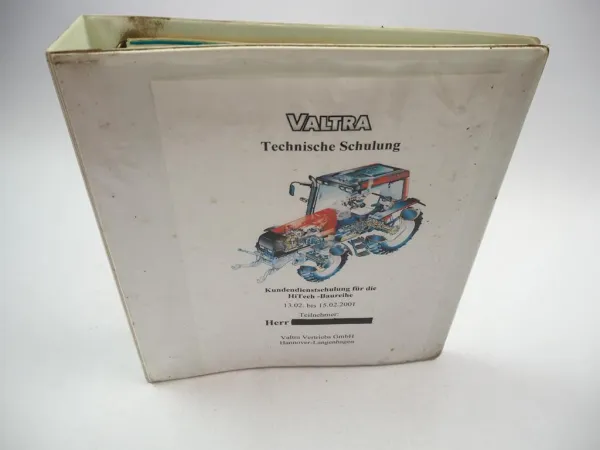 VALTRA
Technische Schulung
Kundendienstschulung für die
HiTech -Baureihe
13.02. bis 15.02.2001
Teilnehmer:
Herr
Valtra Vertriebs GmbH
Hannover-Langenhagen